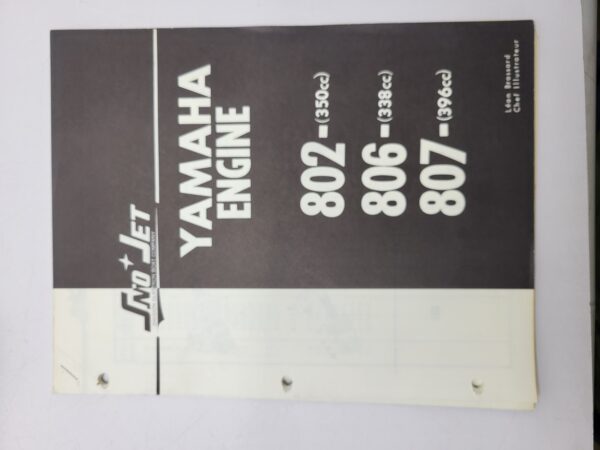 SNO JET
YAMAHA
ENGINE
802-(350cc)
806-(338cc)
807-(396cc)
Léon Brassard
Chef Illustrateur